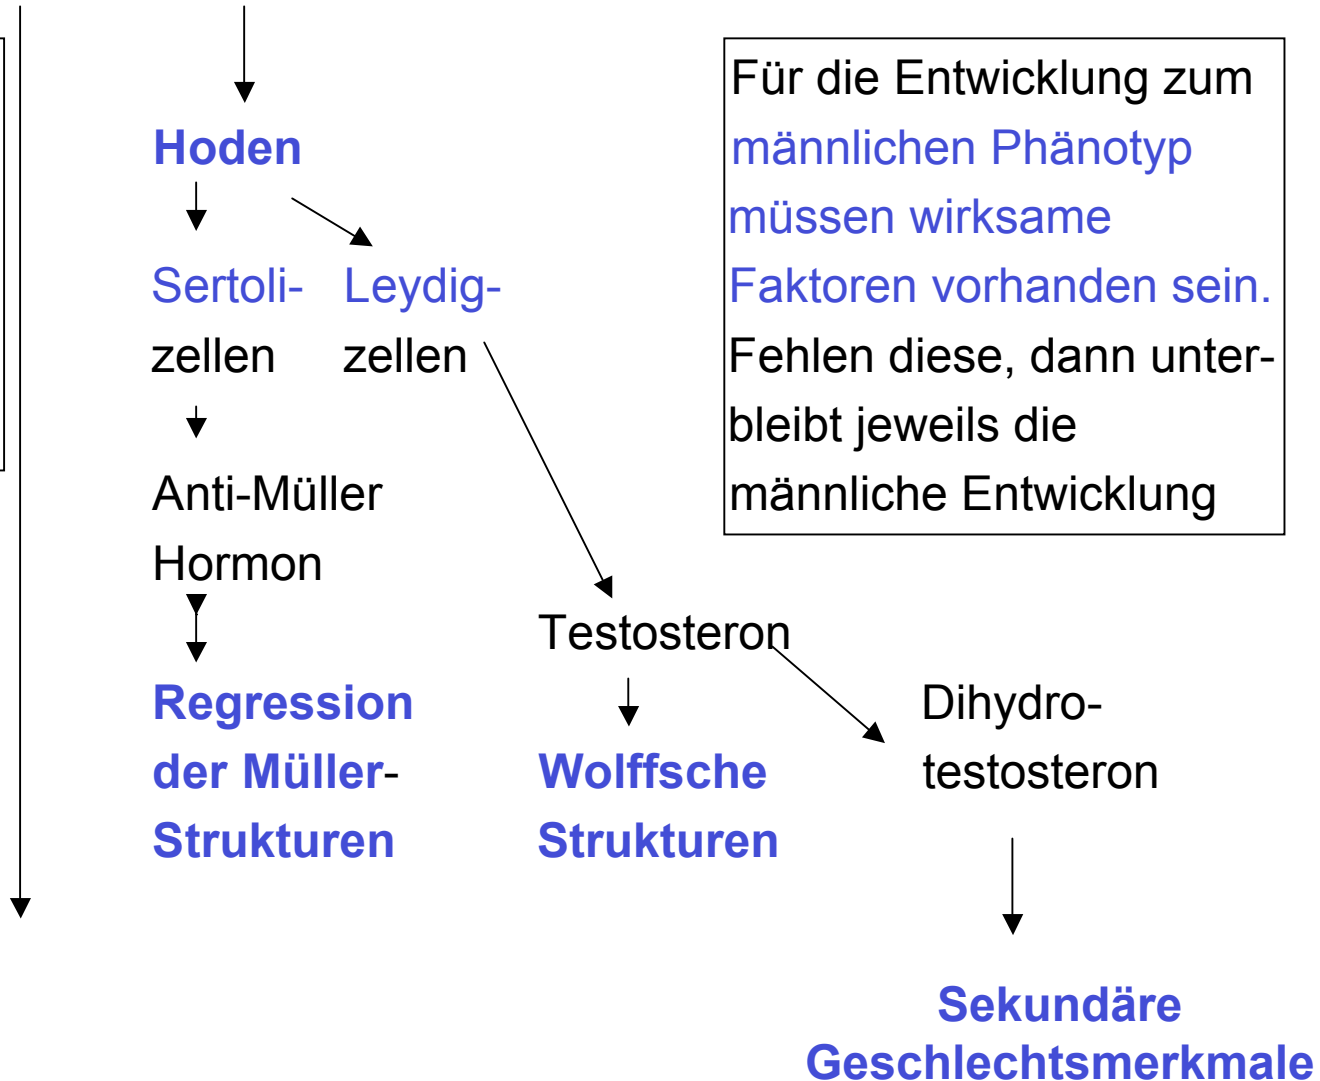 Für die Entwicklung zum
männlichen Phänotyp
müssen wirksame
Faktoren vorhanden sein.
Fehlen diese, dann unter-
bleibt jeweils die
männliche Entwicklung
Hoden
Sertoli- Leydig-
zellen zellen
Anti-Müller
Hormon
Testosteron
Regression
der Müller-
Strukturen
Wolffsche
Strukturen
Dihydro-
testosteron
Sekundäre
Geschlechtsmerkmale